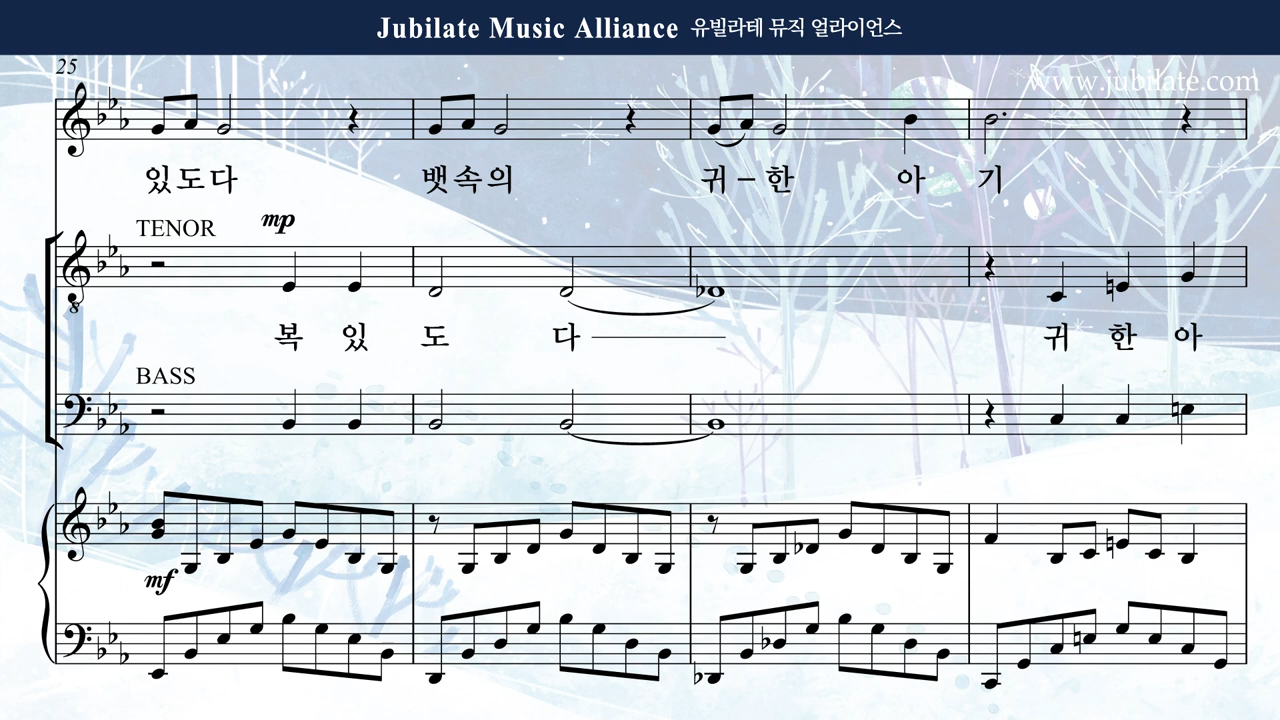 Jubilate Music Alliance 유빌라테 뮤직 얼라이언스
www.jubilate.com
25
있도다 뱃속의 귀-한 아 기
TENOR mp
복 있 도 다 귀 한 아
BASS
mf